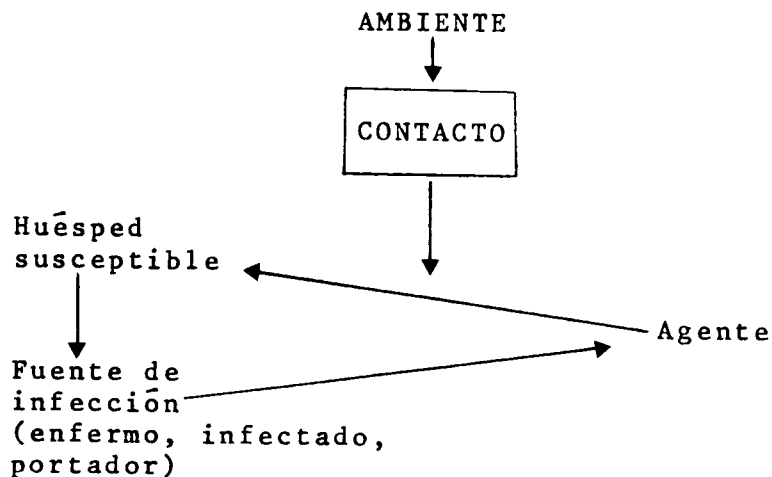 AMBIENTE
CONTACTO
Huésped
susceptible
Agente
Fuente de
infección
(enfermo, infectado,
portador)